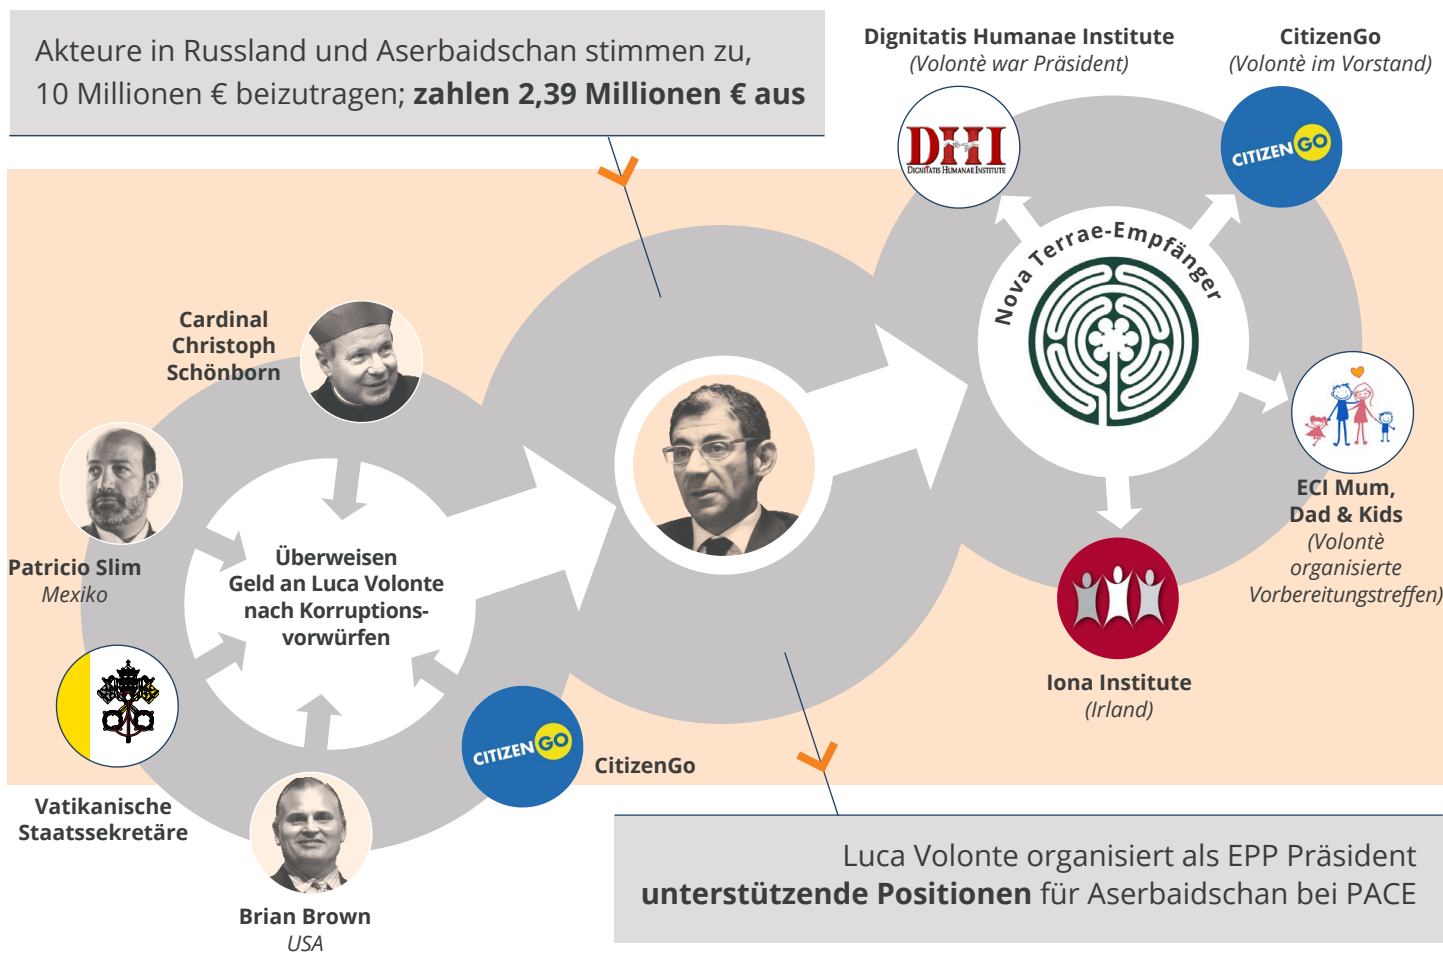 Akteure in Russland und Aserbaidschan stimmen zu,
10 Millionen € beizutragen; zahlen 2,39 Millionen € aus
Dignitatis Humanae Institute
(Volontè war Präsident)
CitizenGo
(Volontè im Vorstand)
DHI
DIGNITATIS HUMANAE INSTITUTE
CITIZENGO
Nova Terrae-Empfänger
Cardinal
Christoph
Schönborn
Patricio Slim
Mexiko
Überweisen
Geld an Luca Volonte
nach Korruptions-
vorwürfen
ECI Mum,
Dad & Kids
(Volontè
organisierte
Vorbereitungstreffen)
Iona Institute
(Irland)
CITIZENGO
CitizenGo
Vatikanische
Staatssekretäre
Brian Brown
USA
Luca Volonte organisiert als EPP Präsident
unterstützende Positionen für Aserbaidschan bei PACE